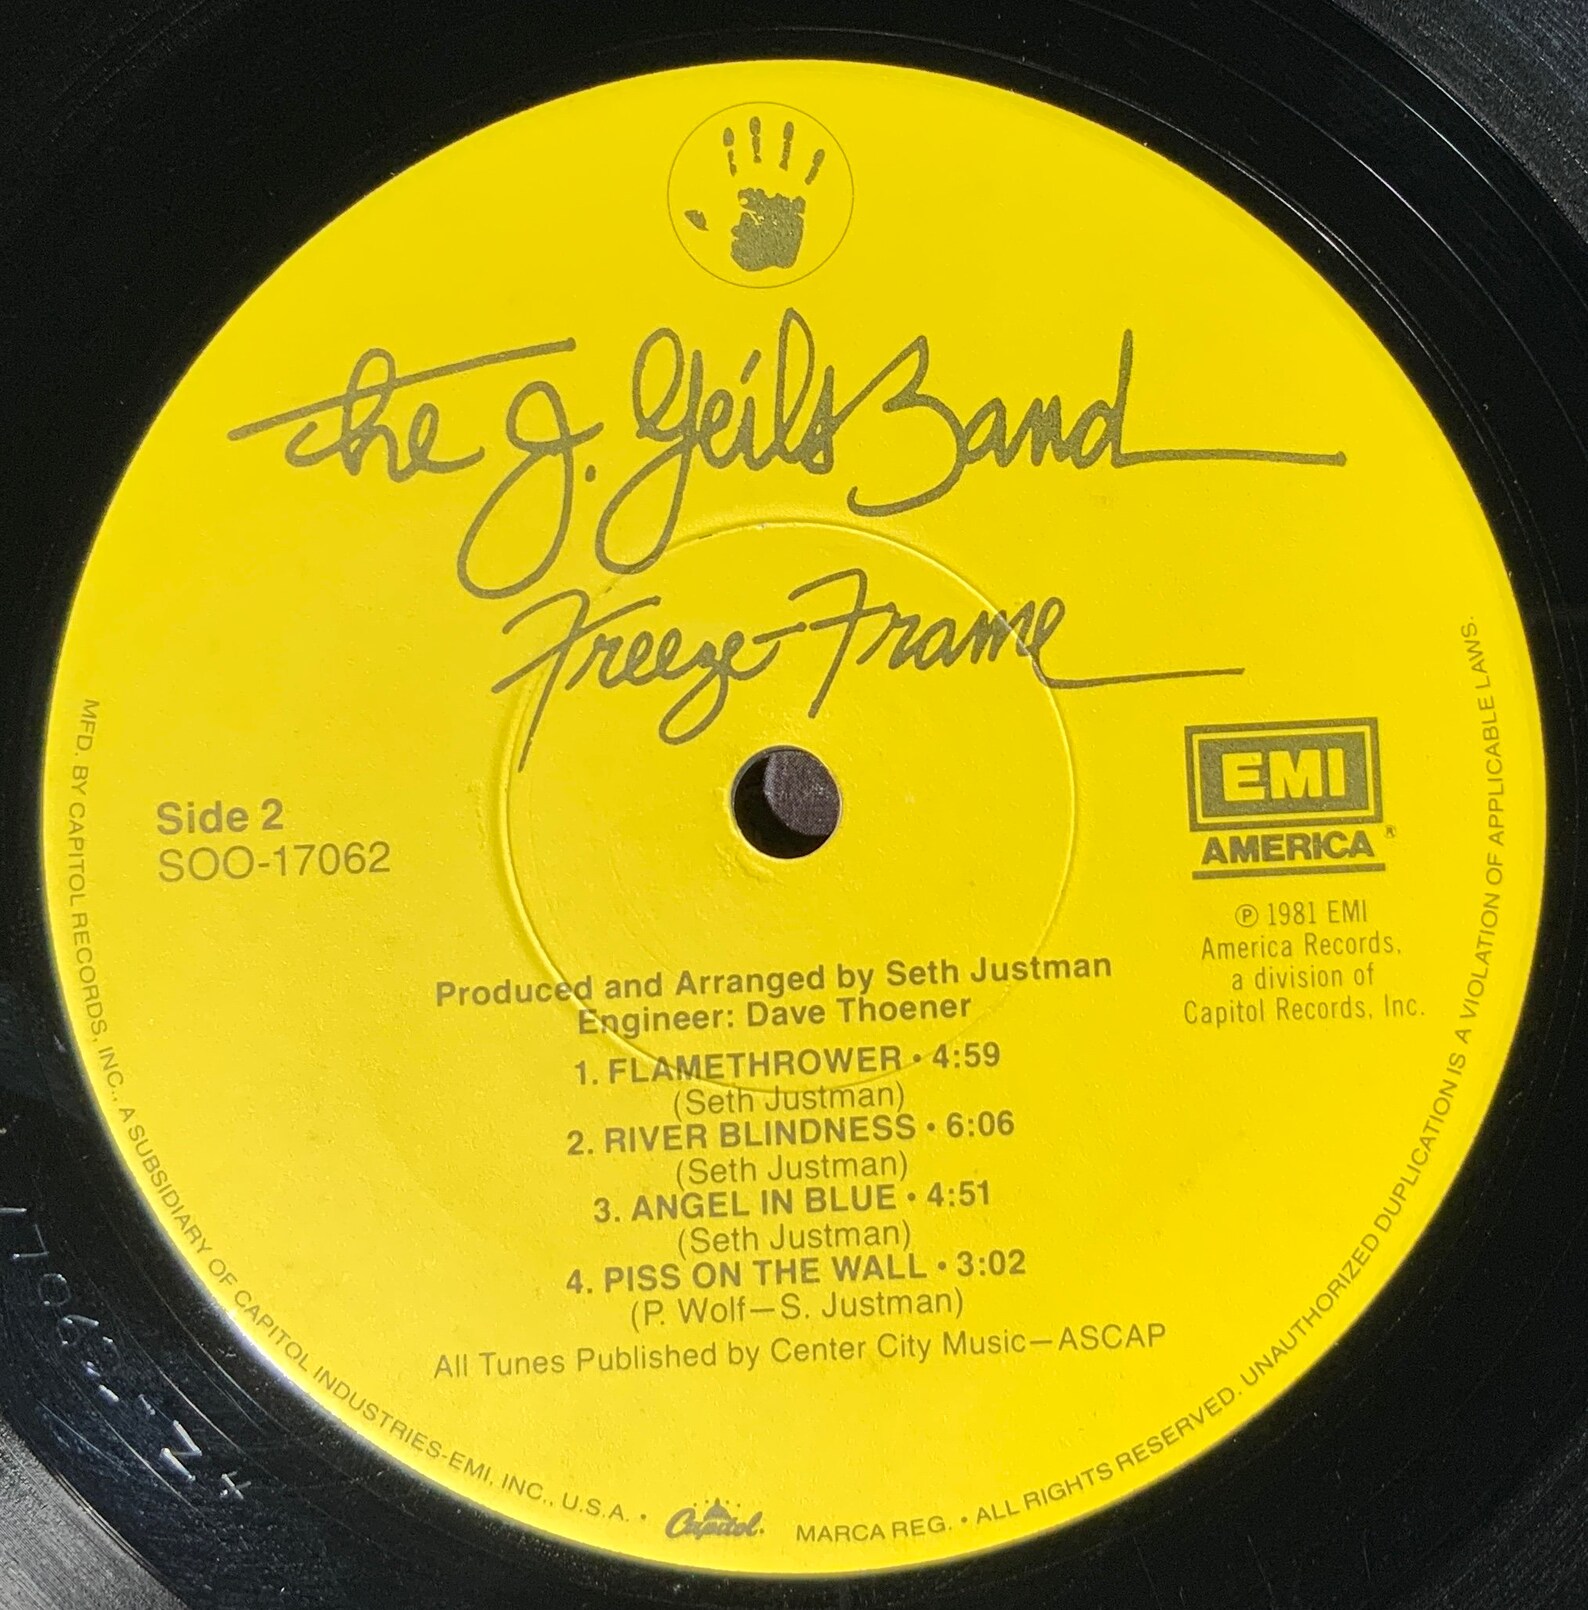 The J. Geils Band
Freeze-Frame
Side 2
SOO-17062
EMI
AMERICA®
℗ 1981 EMI
America Records,
a division of
Capitol Records, Inc.
Produced and Arranged by Seth Justman
Engineer: Dave Thoener
1. FLAMETHROWER • 4:59
(Seth Justman)
2. RIVER BLINDNESS • 6:06
(Seth Justman)
3. ANGEL IN BLUE • 4:51
(Seth Justman)
4. PISS ON THE WALL • 3:02
(P. Wolf—S. Justman)
All Tunes Published by Center City Music—ASCAP
MFD. BY CAPITOL RECORDS, INC., A SUBSIDIARY OF CAPITOL INDUSTRIES-EMI, INC., U.S.A. • Capitol. MARCA REG. • ALL RIGHTS RESERVED. UNAUTHORIZED DUPLICATION IS A VIOLATION OF APPLICABLE LAWS.